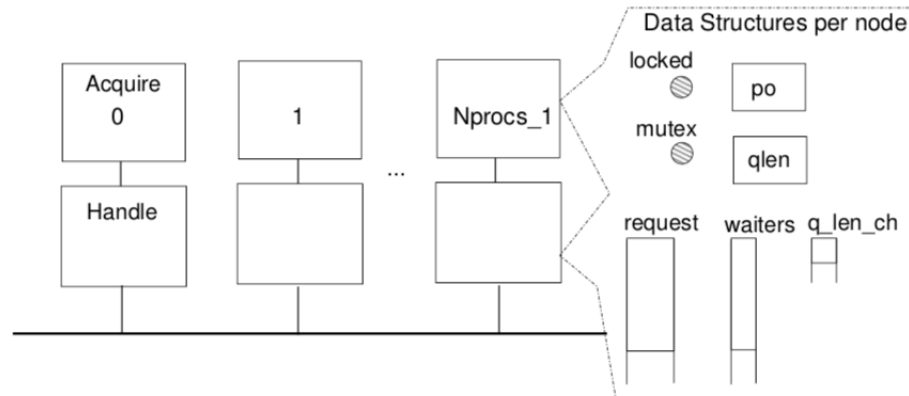 Data Structures per node
Acquire
0
1
Nprocs_1
...
Handle
locked
po
mutex
qlen
request
waiters
q_len_ch